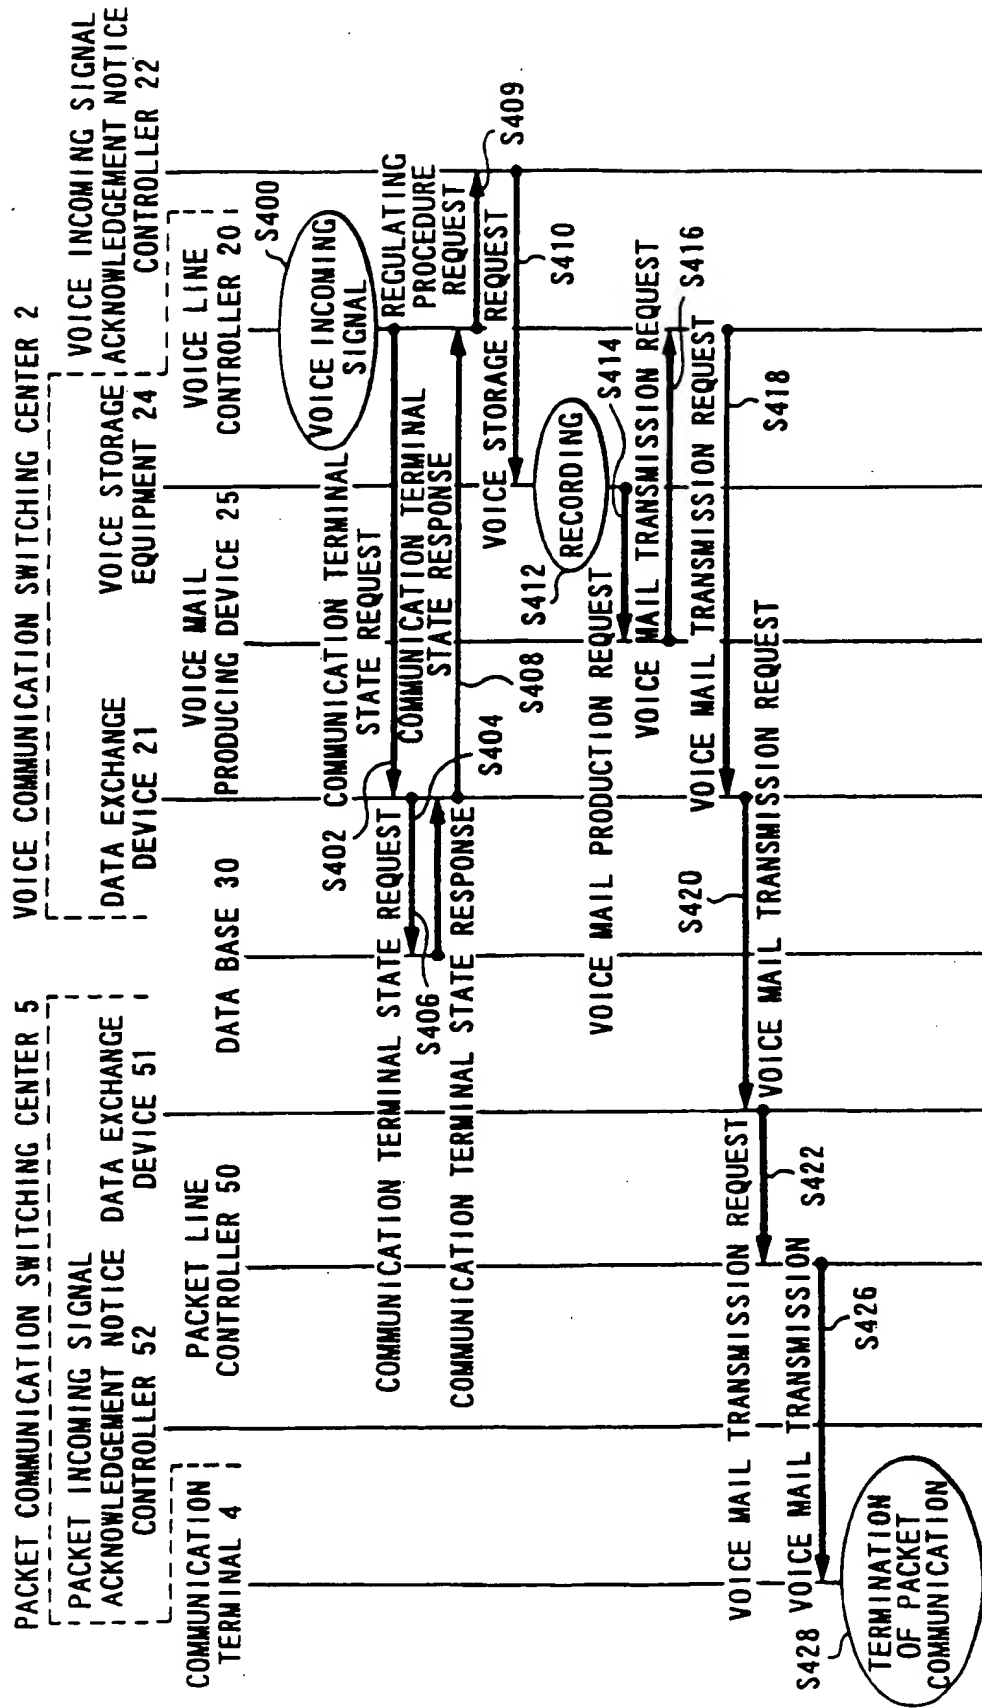 PACKET COMMUNICATION SWITCHING CENTER 5
VOICE COMMUNICATION SWITCHING CENTER 2
PACKET INCOMING SIGNAL
ACKNOWLEDGEMENT NOTICE
CONTROLLER 52
DATA EXCHANGE
DEVICE 51
DATA EXCHANGE
DEVICE 21
VOICE STORAGE
EQUIPMENT 24
VOICE INCOMING SIGNAL
ACKNOWLEDGEMENT NOTICE
CONTROLLER 22
COMMUNICATION
TERMINAL 4
PACKET LINE
CONTROLLER 50
DATA BASE 30
VOICE MAIL
PRODUCING DEVICE 25
VOICE LINE
CONTROLLER 20
S400
VOICE INCOMING
SIGNAL
S402
COMMUNICATION TERMINAL
STATE REQUEST
REGULATING
PROCEDURE
REQUEST
COMMUNICATION TERMINAL STATE REQUEST
S404
COMMUNICATION TERMINAL
STATE RESPONSE
S406
COMMUNICATION TERMINAL STATE RESPONSE
S408
S409
VOICE STORAGE REQUEST
S410
S412
RECORDING
VOICE MAIL PRODUCTION REQUEST
S414
VOICE MAIL TRANSMISSION REQUEST
S416
VOICE MAIL TRANSMISSION REQUEST
S418
S420
VOICE MAIL TRANSMISSION REQUEST
VOICE MAIL TRANSMISSION REQUEST
S422
VOICE MAIL TRANSMISSION
S426
S428
TERMINATION
OF PACKET
COMMUNICATION